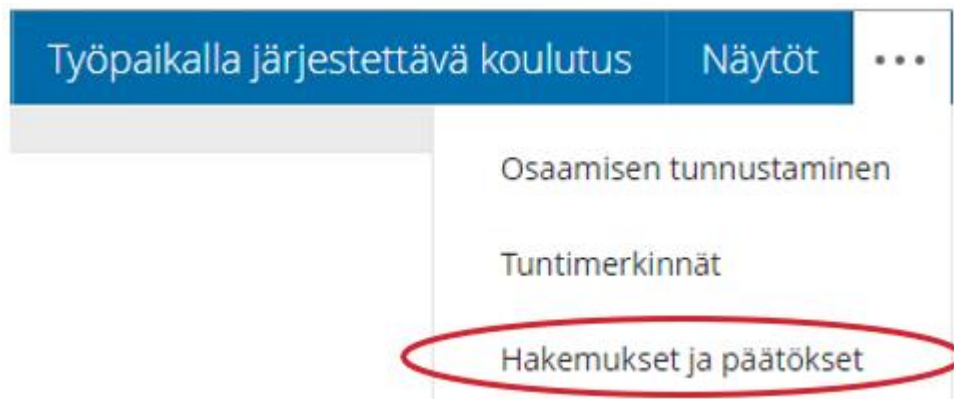 Työpaikalla järjestettävä koulutus Näytöt ...
Osaamisen tunnustaminen
Tuntimerkinnät
Hakemukset ja päätökset